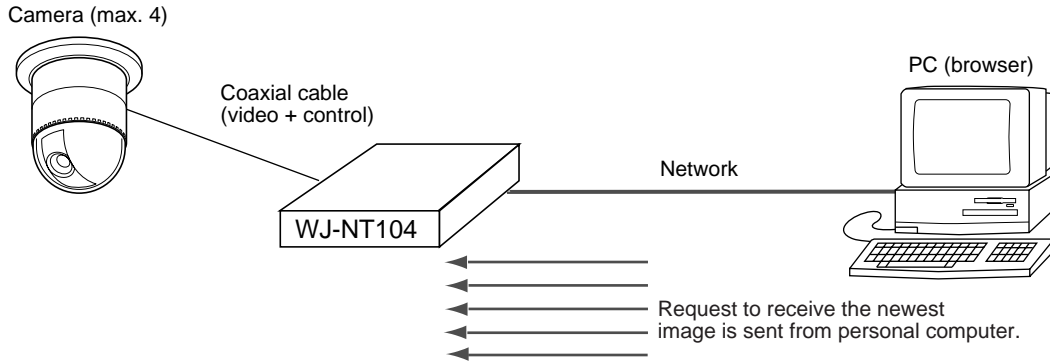 Camera (max. 4)
PC (browser)
Coaxial cable
(video + control)
Network
WJ-NT104
Request to receive the newest
image is sent from personal computer.